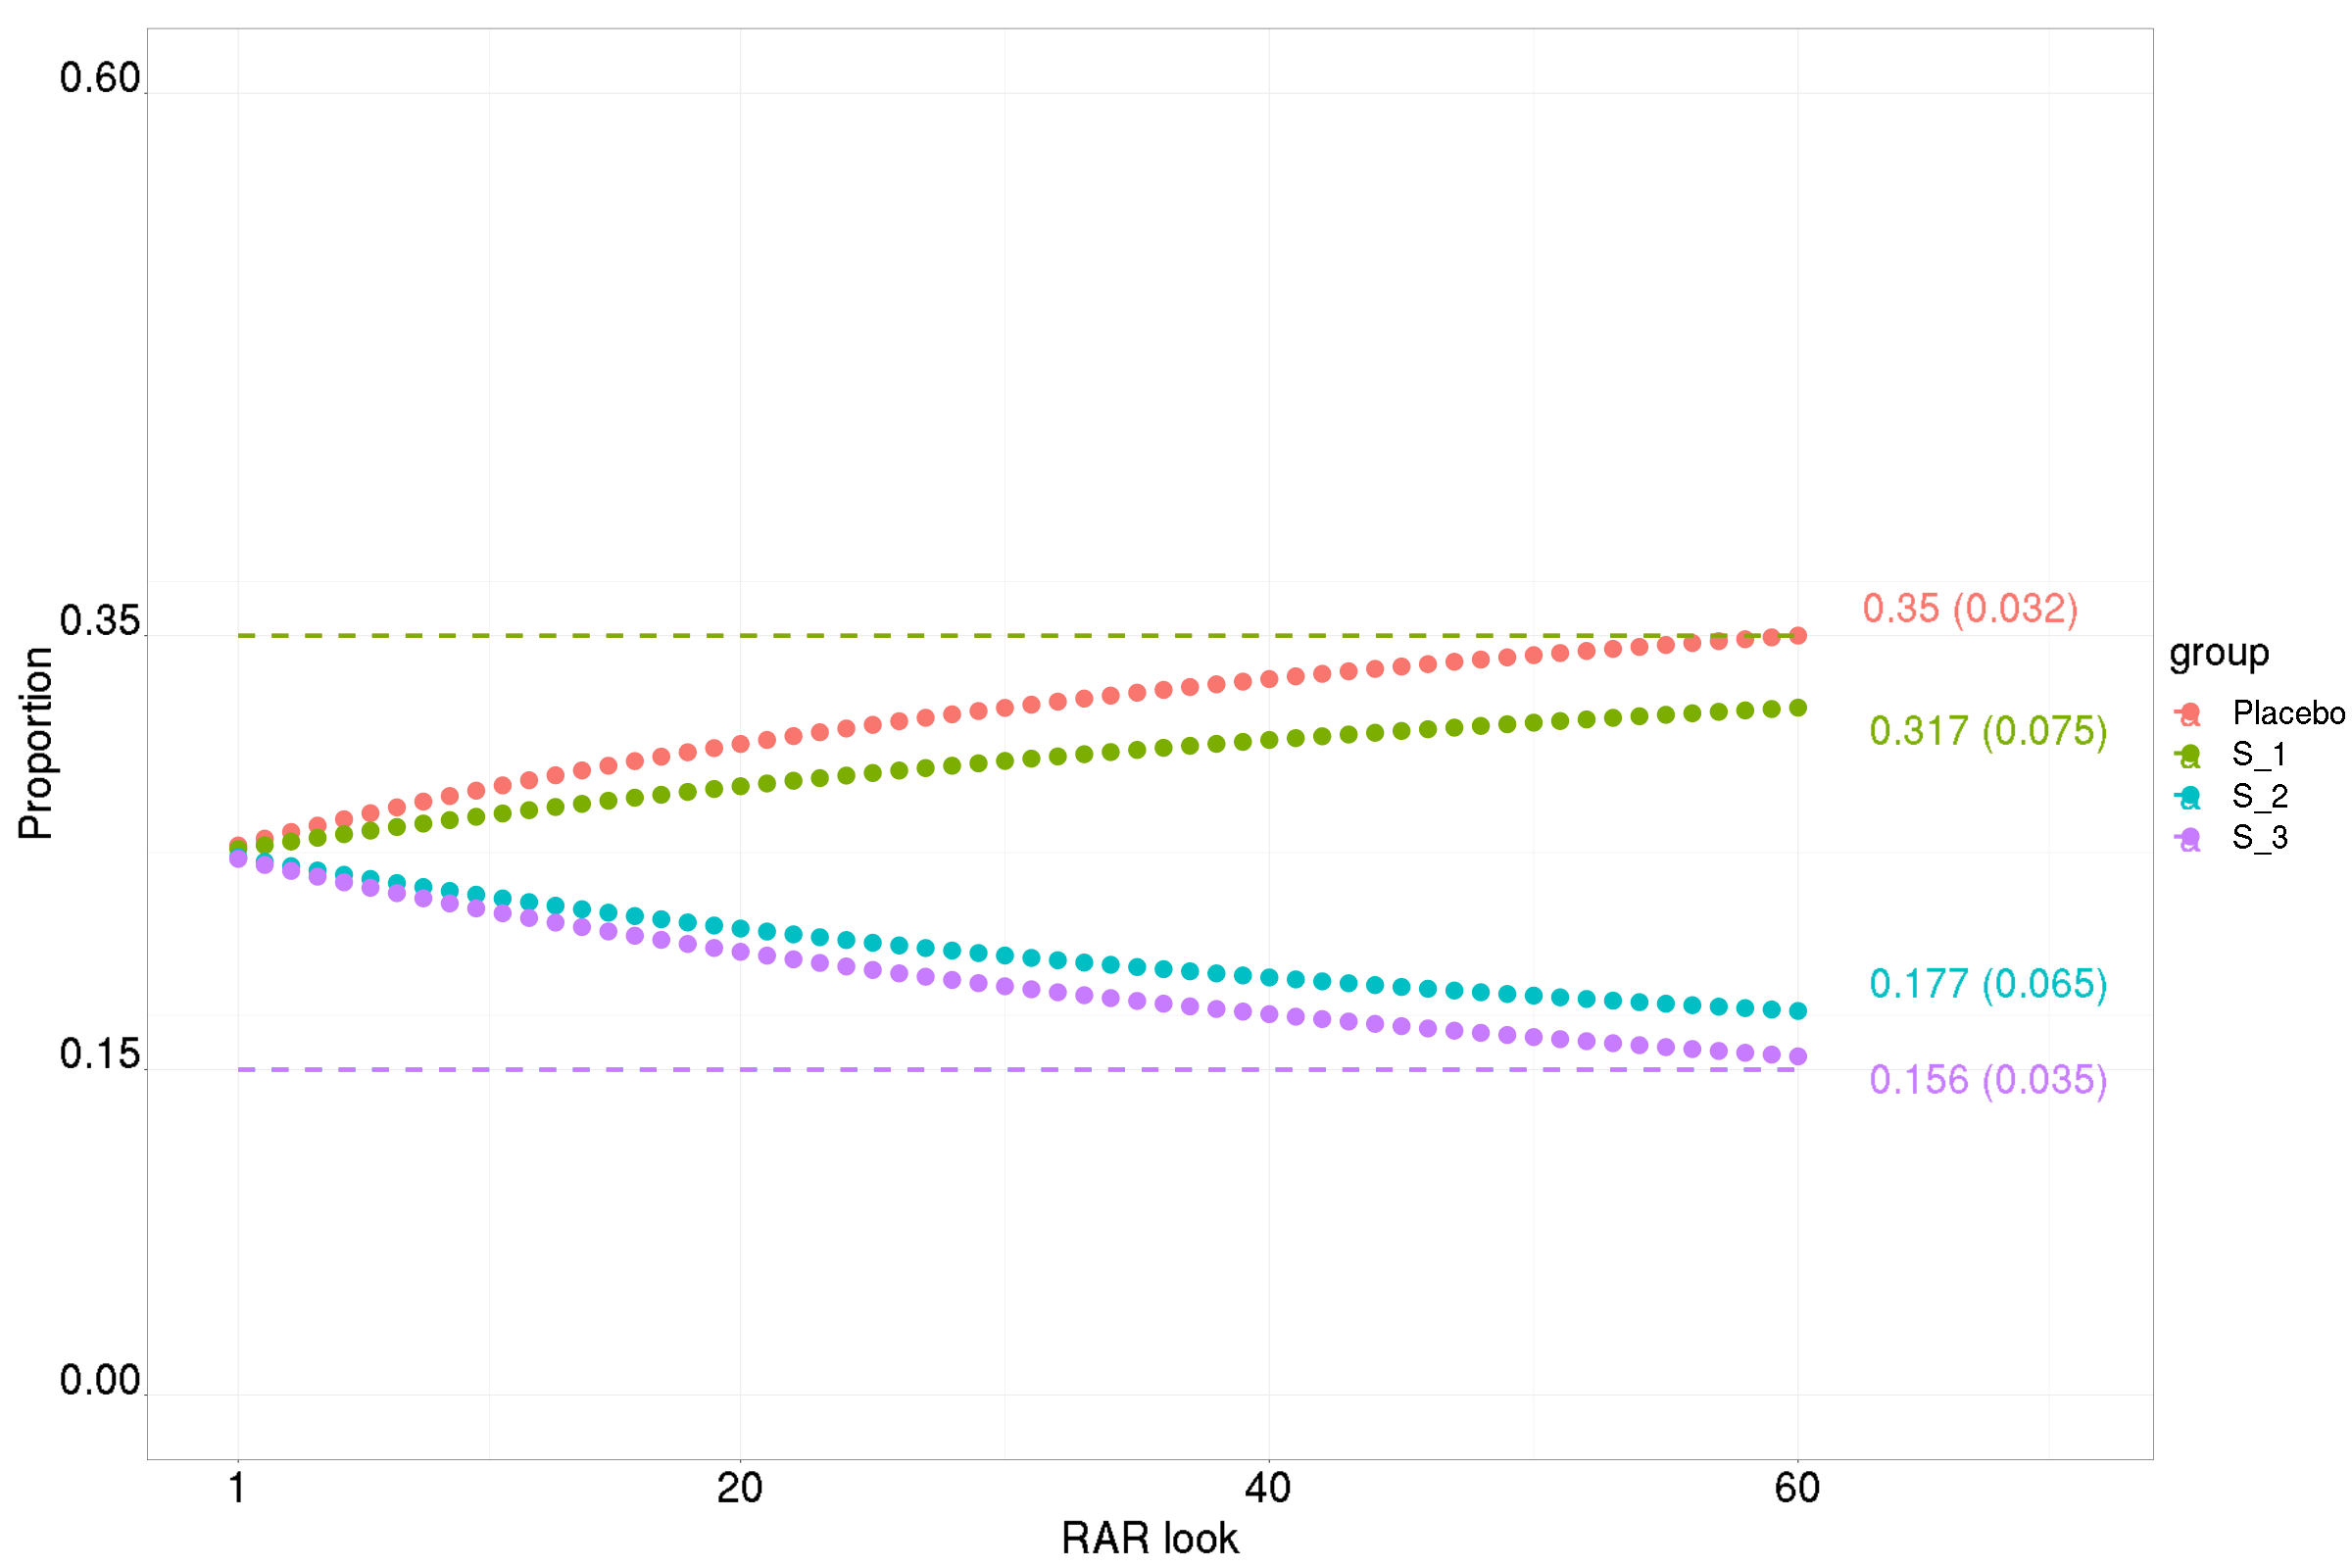 0.60
0.35
0.15
0.00
Proportion
0.35 (0.032)
0.317 (0.075)
0.177 (0.065)
0.156 (0.035)
1 20 40 60
RAR look
group
Placebo
S_1
S_2
S_3